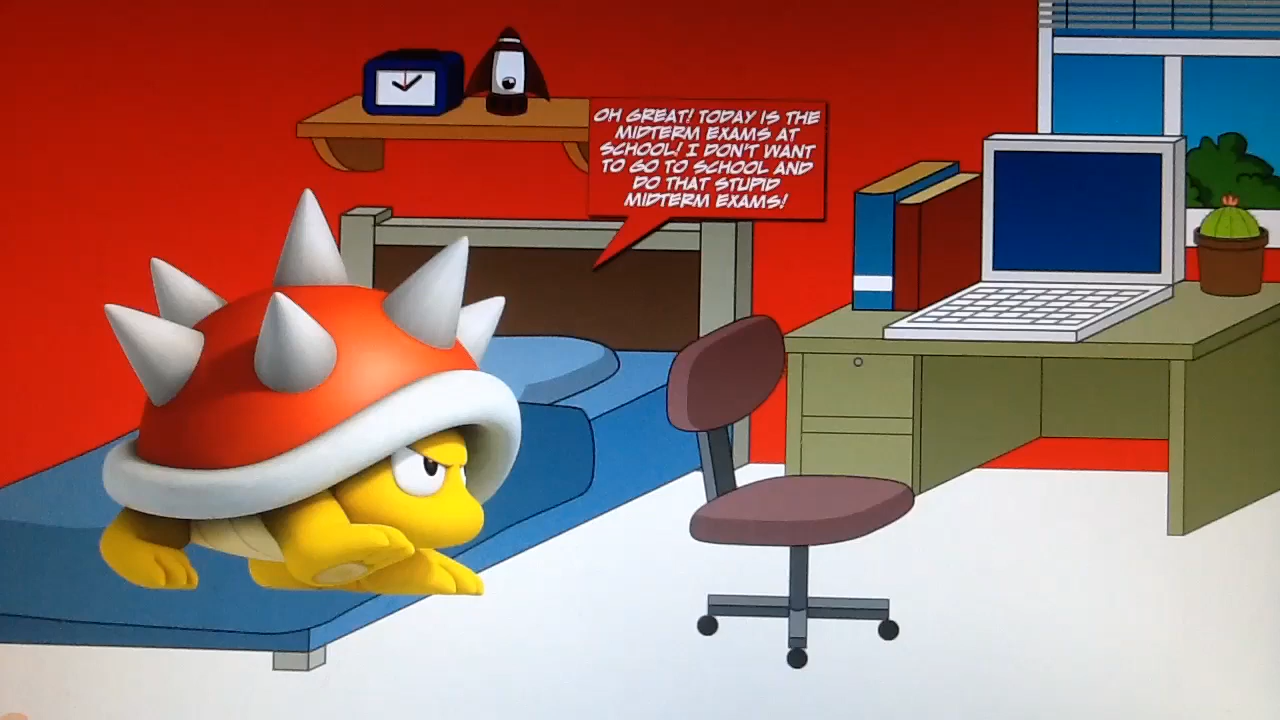 OH GREAT! TODAY IS THE
MIDTERM EXAMS AT
SCHOOL! I DON'T WANT
TO GO TO SCHOOL AND
DO THAT STUPID
MIDTERM EXAMS!